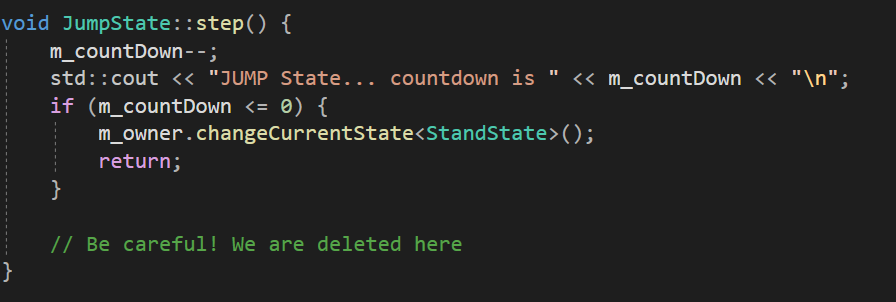 void JumpState::step() {
    m_countDown--;
    std::cout << "JUMP State... countdown is " << m_countDown << "\n";
    if (m_countDown <= 0) {
        m_owner.changeCurrentState<StandState>();
        return;
    }

    // Be careful! We are deleted here
}